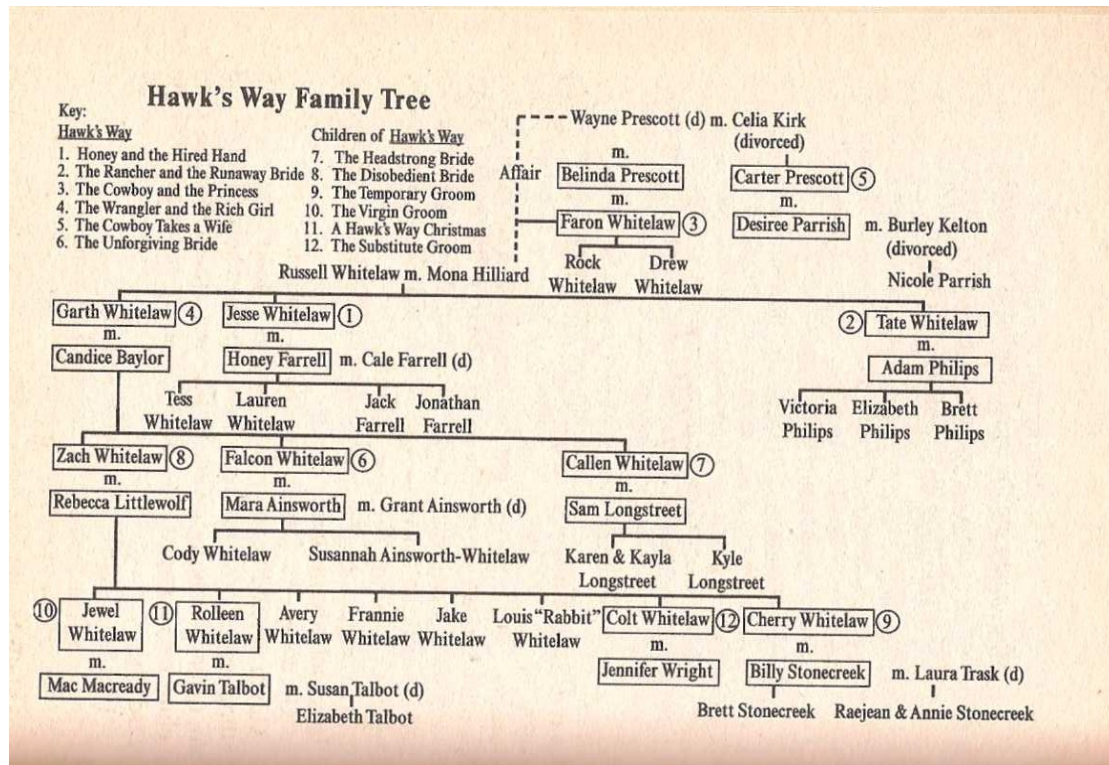 Hawk's Way Family Tree
Key:
Hawk's Way
1. Honey and the Hired Hand
2. The Rancher and the Runaway Bride
3. The Cowboy and the Princess
4. The Wrangler and the Rich Girl
5. The Cowboy Takes a Wife
6. The Unforgiving Bride
Children of Hawk's Way
7. The Headstrong Bride
8. The Disobedient Bride
9. The Temporary Groom
10. The Virgin Groom
11. A Hawk's Way Christmas
12. The Substitute Groom
Wayne Prescott (d) m. Celia Kirk
(divorced)
m.
Affair
Belinda Prescott
Carter Prescott 5
m.
m.
Faron Whitelaw 3
Desiree Parrish m. Burley Kelton
(divorced)
Rock
Whitelaw
Drew
Whitelaw
Nicole Parrish
Russell Whitelaw m. Mona Hilliard
Garth Whitelaw 4
Jesse Whitelaw 1
2 Tate Whitelaw
m.
m.
m.
Candice Baylor
Honey Farrell m. Cale Farrell (d)
Adam Philips
Tess
Whitelaw
Lauren
Whitelaw
Jack
Farrell
Jonathan
Farrell
Victoria
Philips
Elizabeth
Philips
Brett
Philips
Zach Whitelaw 8
Falcon Whitelaw 6
Callen Whitelaw 7
m.
m.
m.
Rebecca Littlewolf
Mara Ainsworth m. Grant Ainsworth (d)
Sam Longstreet
Cody Whitelaw
Susannah Ainsworth-Whitelaw
Karen & Kayla
Longstreet
Kyle
Longstreet
10 Jewel
Whitelaw
11 Rolleen
Whitelaw
Avery
Whitelaw
Frannie
Whitelaw
Jake
Whitelaw
Louis "Rabbit"
Whitelaw
Colt Whitelaw 12
Cherry Whitelaw 9
m.
m.
m.
m.
Mac Macready
Gavin Talbot m. Susan Talbot (d)
Jennifer Wright
Billy Stonecreek m. Laura Trask (d)
Elizabeth Talbot
Brett Stonecreek
Raejean & Annie Stonecreek